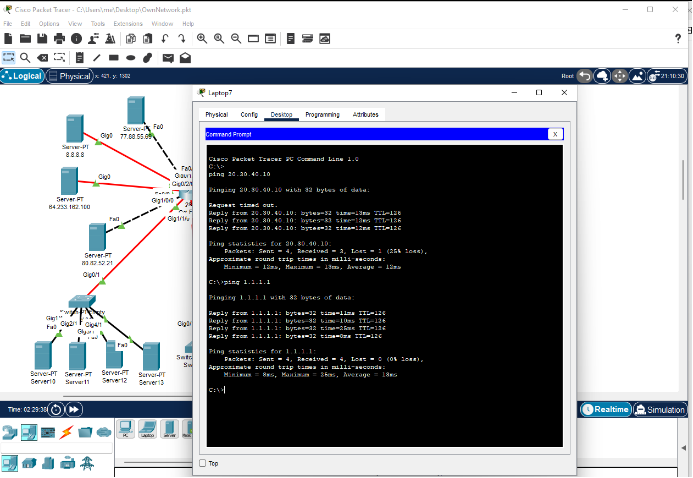 Cisco Packet Tracer - C:\Users\me\Desktop\OwnNetwork.pkt
File Edit Options View Tools Extensions Window Help
Logical
Physical
x: 421, y: 1302
Root
21:10:30
Server-PT
8.8.8.8
Server-PT
77.88.55.
Fa0
Gig0
Server-PT
64.233.162.100
Gig0
Server-PT
80.82.52.21
Fa0
Gig1/0/0
Gig1/1/
Gig0/1
Fa0
Gig2/1
Gig4/1
Fa0
Server-PT
Server10
Server-PT
Server11
Server-PT
Server12
Server-PT
Server13
Laptop7
Physical Config Desktop Programming Attributes
Command Prompt
X
Cisco Packet Tracer PC Command Line 1.0
C:\>
ping 20.30.40.10
Pinging 20.30.40.10 with 32 bytes of data:
Request timed out.
Reply from 20.30.40.10: bytes=32 time=13ms TTL=126
Reply from 20.30.40.10: bytes=32 time=12ms TTL=126
Reply from 20.30.40.10: bytes=32 time=12ms TTL=126
Ping statistics for 20.30.40.10:
Packets: Sent = 4, Received = 3, Lost = 1 (25% loss),
Approximate round trip times in milli-seconds:
Minimum = 12ms, Maximum = 13ms, Average = 12ms
C:\>ping 1.1.1.1
Pinging 1.1.1.1 with 32 bytes of data:
Reply from 1.1.1.1: bytes=32 time=11ms TTL=126
Reply from 1.1.1.1: bytes=32 time=10ms TTL=126
Reply from 1.1.1.1: bytes=32 time=25ms TTL=126
Reply from 1.1.1.1: bytes=32 time=8ms TTL=126
Ping statistics for 1.1.1.1:
Packets: Sent = 4, Received = 4, Lost = 0 (0% loss),
Approximate round trip times in milli-seconds:
Minimum = 8ms, Maximum = 25ms, Average = 13ms
C:\>
Top
Time: 02:29:36
Realtime
Simulation
PC
Laptop
Server